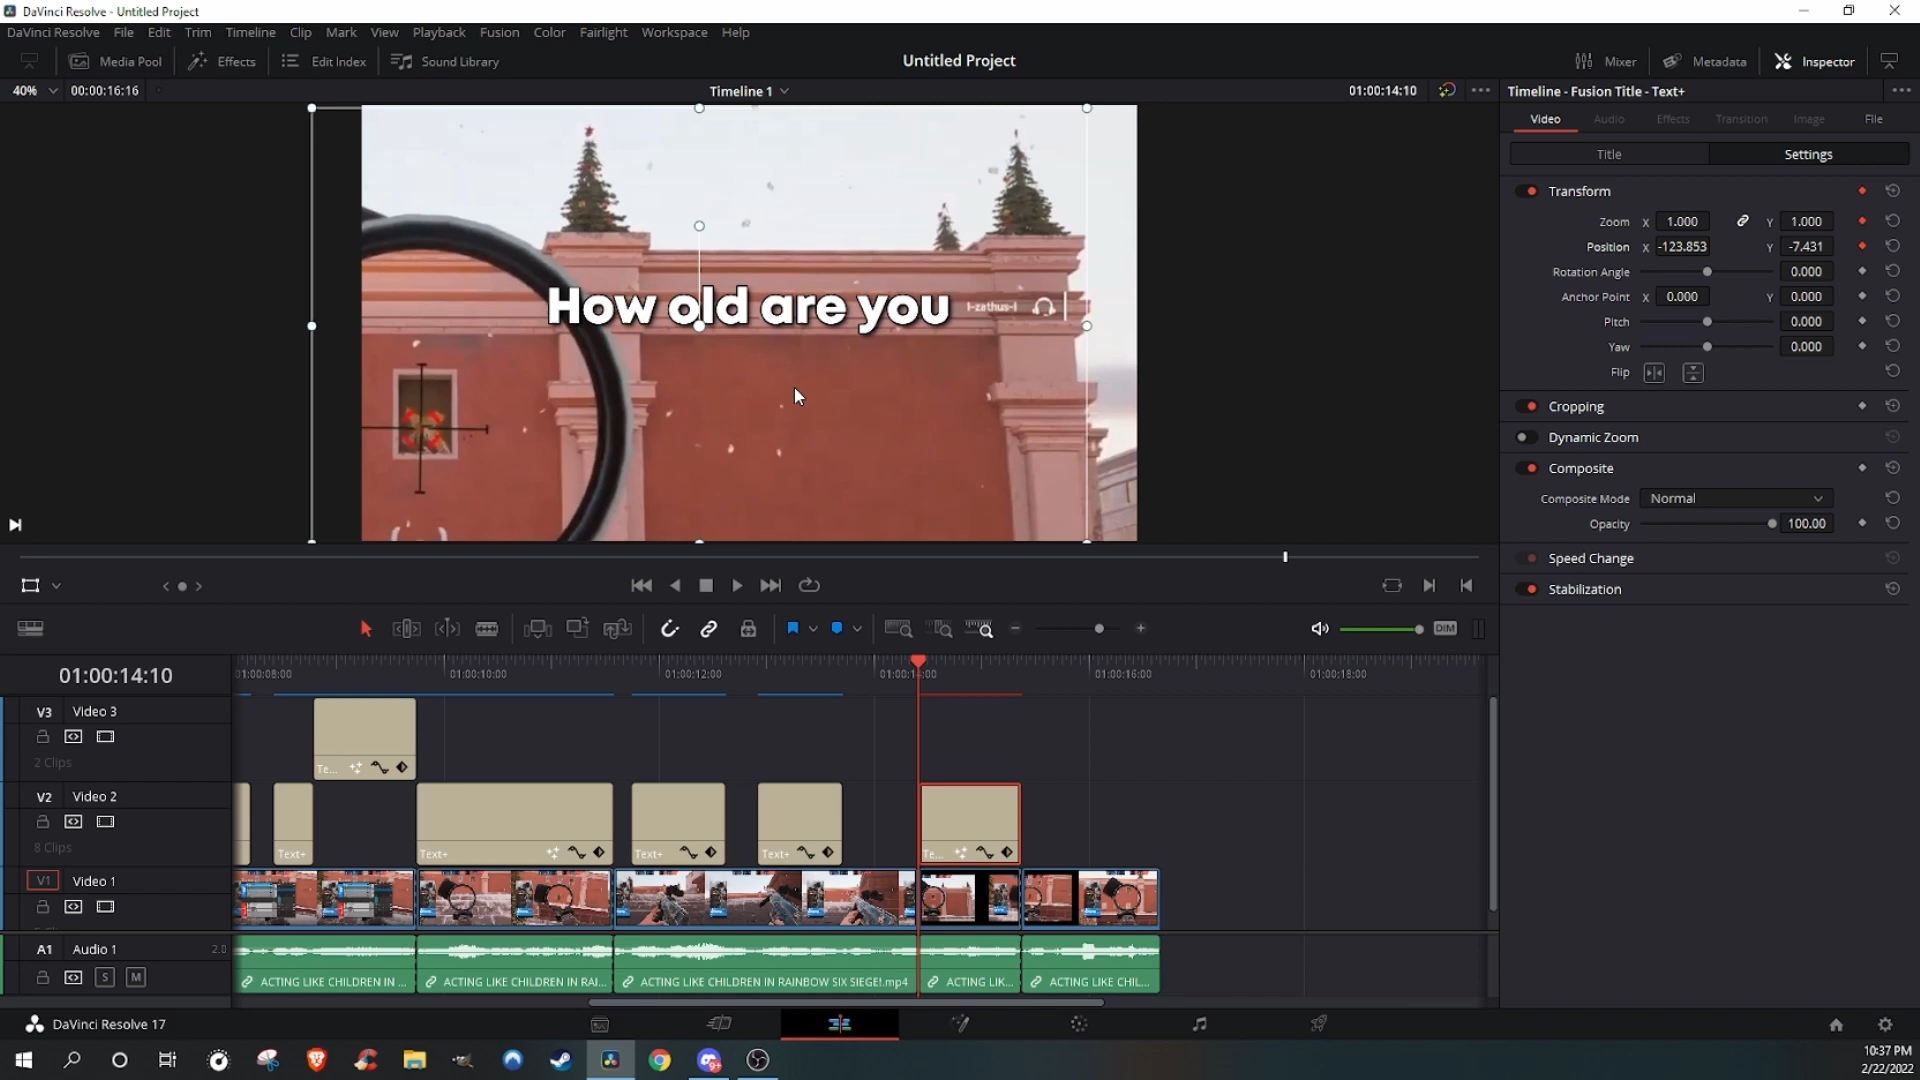 DaVinci Resolve - Untitled Project
DaVinci Resolve File Edit Trim Timeline Clip Mark View Playback Fusion Color Fairlight Workspace Help
Media Pool Effects Edit Index Sound Library Untitled Project Mixer Metadata Inspector
40% 00:00:16:16 Timeline 1 01:00:14:10 Timeline - Fusion Title - Text+
Video Audio Effects Transition Image File
Title Settings
Transform
Zoom X 1.000 Y 1.000
Position X -123.853 Y -7.431
Rotation Angle 0.000
Anchor Point X 0.000 Y 0.000
Pitch 0.000
Yaw 0.000
Flip
Cropping
Dynamic Zoom
Composite
Composite Mode Normal
Opacity 100.00
Speed Change
Stabilization
How old are you
l-zathus-l
DIM
01:00:14:10
01:00:08:00 01:00:10:00 01:00:12:00 01:00:14:00 01:00:16:00 01:00:18:00
V3 Video 3
2 Clips
Te...
V2 Video 2
8 Clips
Text+ Text+ Text+ Text+ Te...
V1 Video 1
A1 Audio 1 2.0
S M
ACTING LIKE CHILDREN IN ... ACTING LIKE CHILDREN IN RAI... ACTING LIKE CHILDREN IN RAINBOW SIX SIEGE!.mp4 ACTING LIK... ACTING LIKE CHIL...
DaVinci Resolve 17
10:37 PM
2/22/2022